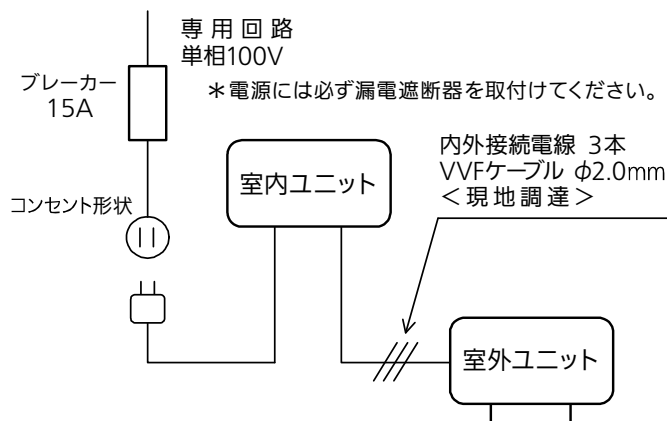 専用回路
単相100V
ブレーカー
15A
＊電源には必ず漏電遮断器を取付けてください。
内外接続電線 3本
VVFケーブル φ2.0mm
＜現地調達＞
室内ユニット
コンセント形状
室外ユニット